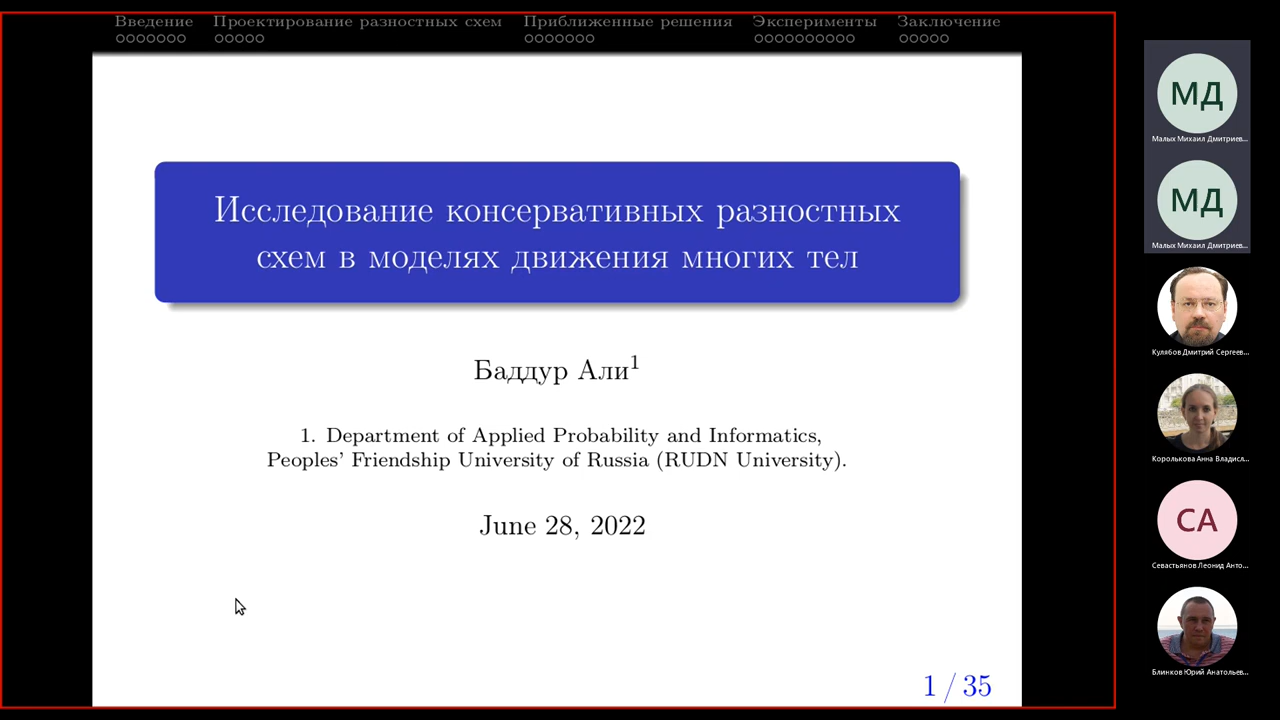 Введение Проектирование разностных схем Приближенные решения Эксперименты Заключение
Исследование консервативных разностных
схем в моделях движения многих тел
Баддур Али¹
1. Department of Applied Probability and Informatics,
Peoples' Friendship University of Russia (RUDN University).
June 28, 2022
1 / 35
МД
Малых Михаил Дмитриев...
МД
Малых Михаил Дмитриев...
Кулябов Дмитрий Сергеев...
Королькова Анна Владисл...
СА
Севастьянов Леонид Анто...
Блинков Юрий Анатольев...